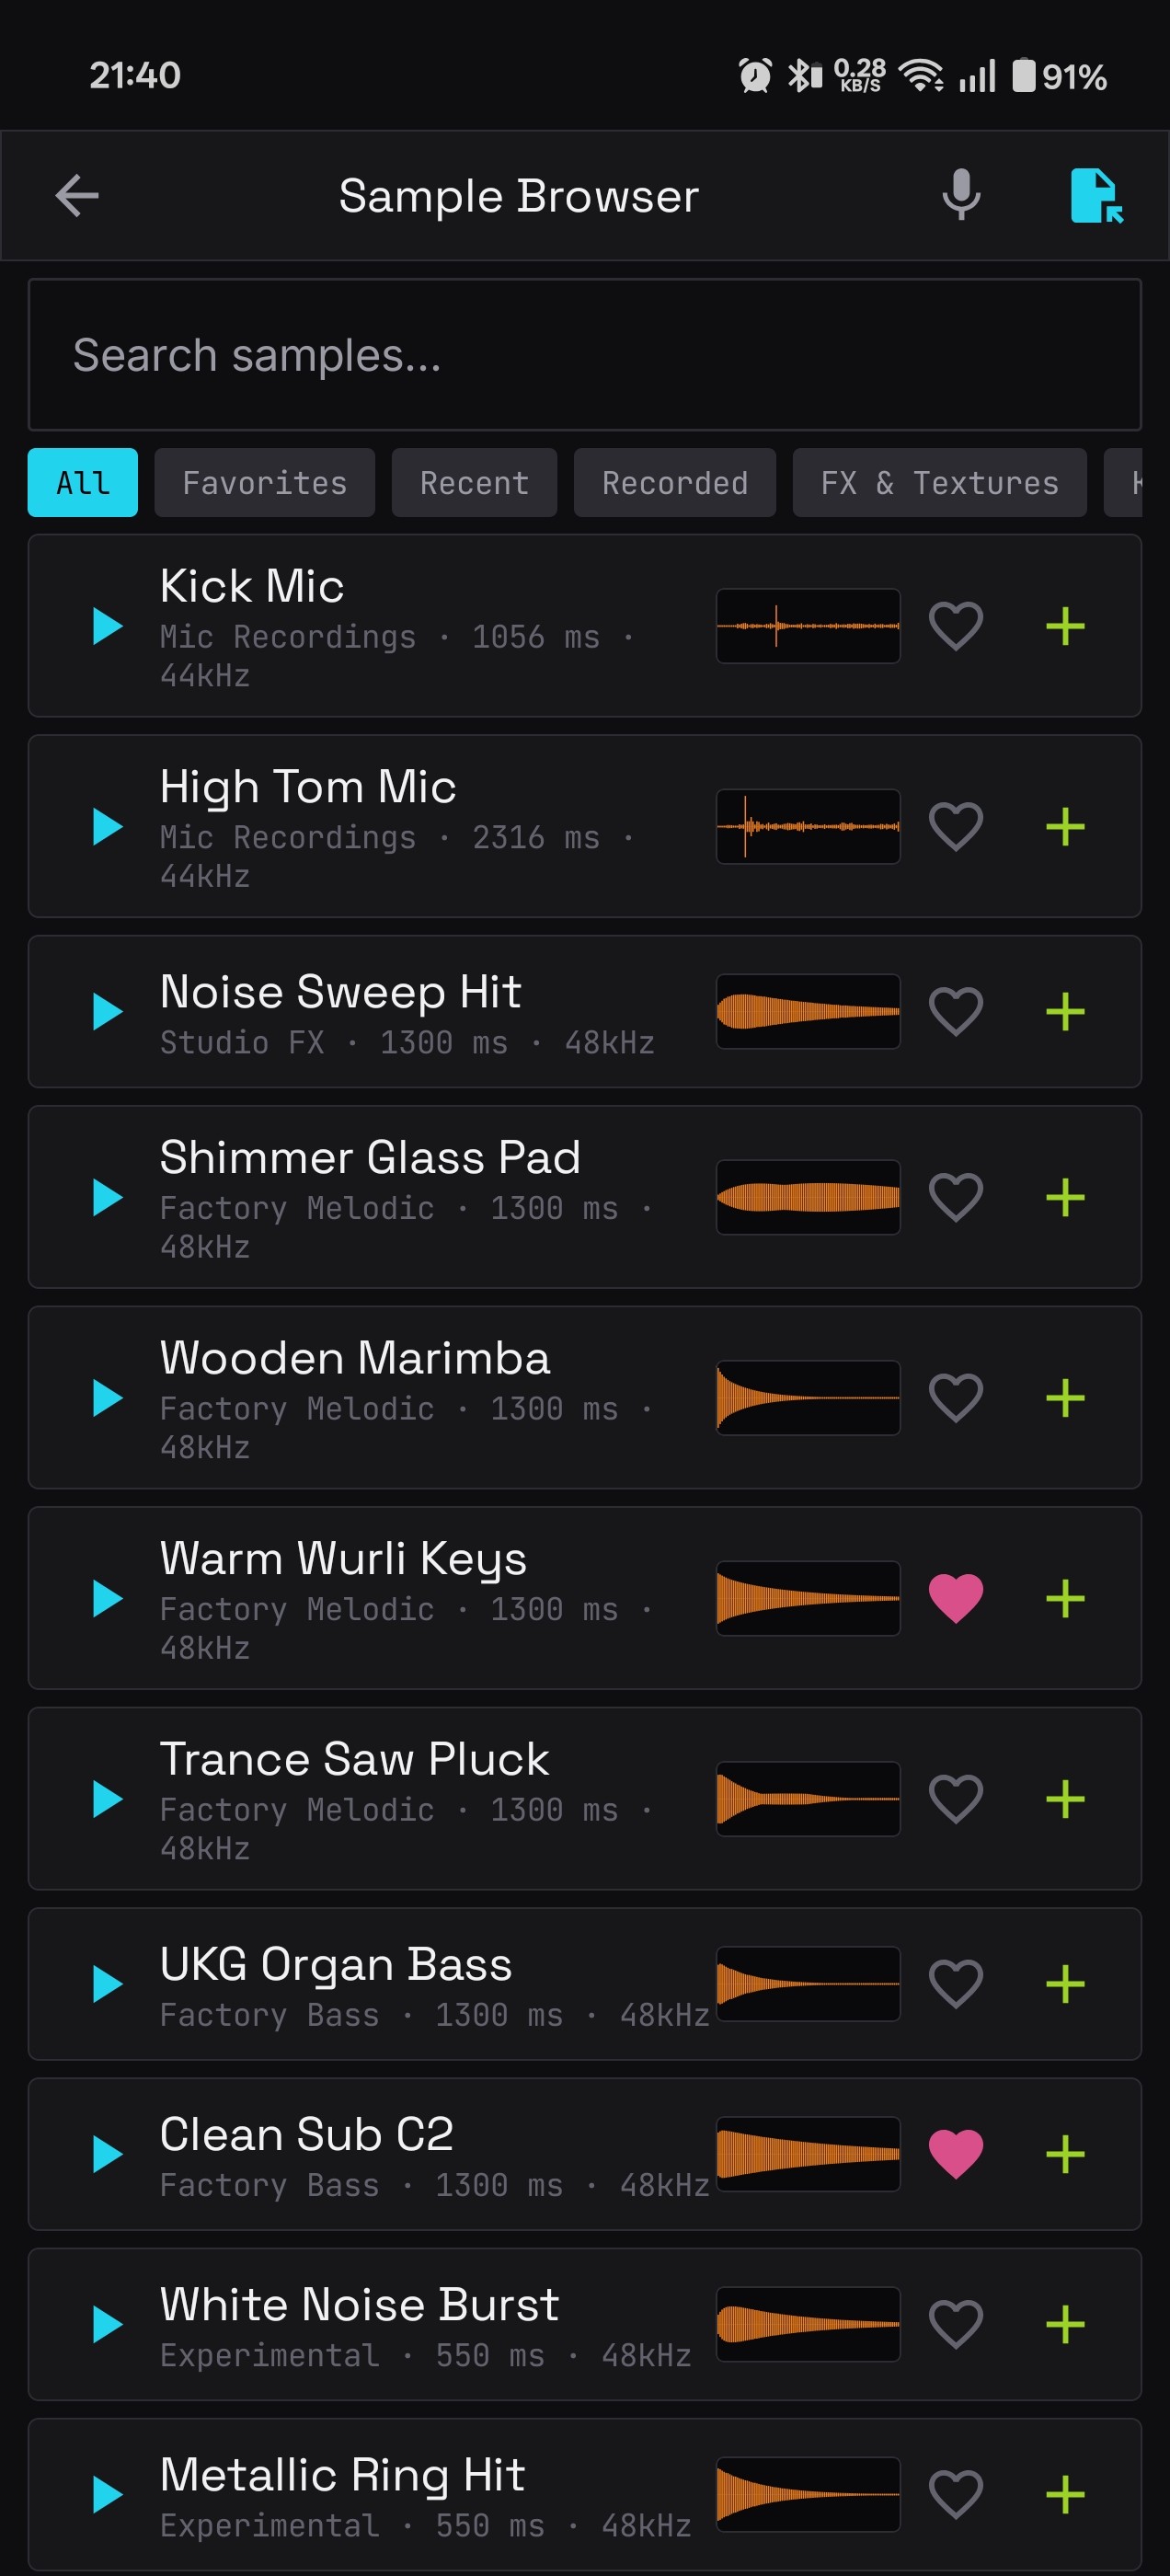 21:40
0.28
KB/S
91%
Sample Browser
Search samples...
All
Favorites
Recent
Recorded
FX & Textures
Kick Mic
Mic Recordings · 1056 ms ·
44kHz
High Tom Mic
Mic Recordings · 2316 ms ·
44kHz
Noise Sweep Hit
Studio FX · 1300 ms · 48kHz
Shimmer Glass Pad
Factory Melodic · 1300 ms ·
48kHz
Wooden Marimba
Factory Melodic · 1300 ms ·
48kHz
Warm Wurli Keys
Factory Melodic · 1300 ms ·
48kHz
Trance Saw Pluck
Factory Melodic · 1300 ms ·
48kHz
UKG Organ Bass
Factory Bass · 1300 ms · 48kHz
Clean Sub C2
Factory Bass · 1300 ms · 48kHz
White Noise Burst
Experimental · 550 ms · 48kHz
Metallic Ring Hit
Experimental · 550 ms · 48kHz